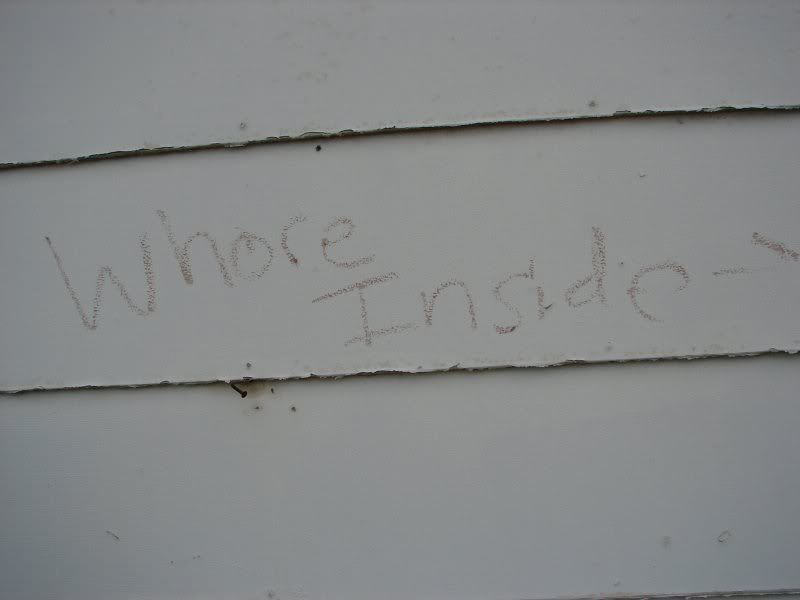 Whore
Inside →